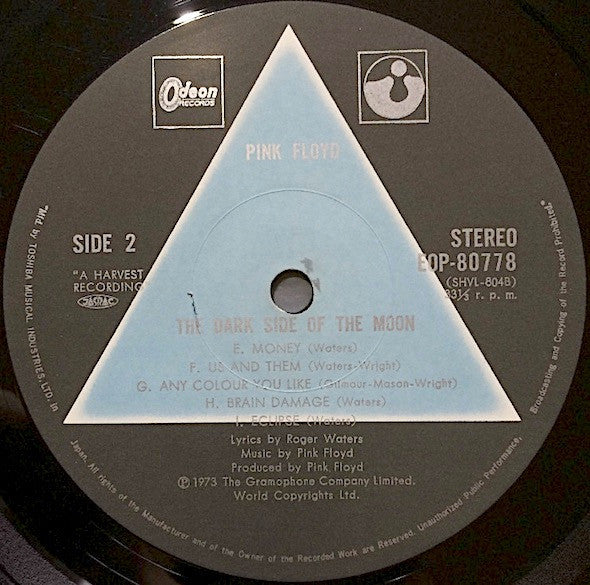 Odeon
RECORDS
PINK FLOYD
SIDE 2
STEREO
EOP-80778
"A HARVEST
RECORDING"
JASRAC
(SHVL-804B)
33⅓ r. p. m.
THE DARK SIDE OF THE MOON
E. MONEY (Waters)
F. US AND THEM (Waters-Wright)
G. ANY COLOUR YOU LIKE (Gilmour-Mason-Wright)
H. BRAIN DAMAGE (Waters)
I. ECLIPSE (Waters)
Lyrics by Roger Waters
Music by Pink Floyd
Produced by Pink Floyd
Ⓟ 1973 The Gramophone Company Limited.
World Copyrights Ltd.
"Mfd. by TOSHIBA MUSICAL INDUSTRIES, LTD. in Japan. All rights of the Manufacturer and of the Owner of the Recorded Work are Reserved. Unauthorized Public Performance, Broadcasting and Copying of the Record Prohibited"